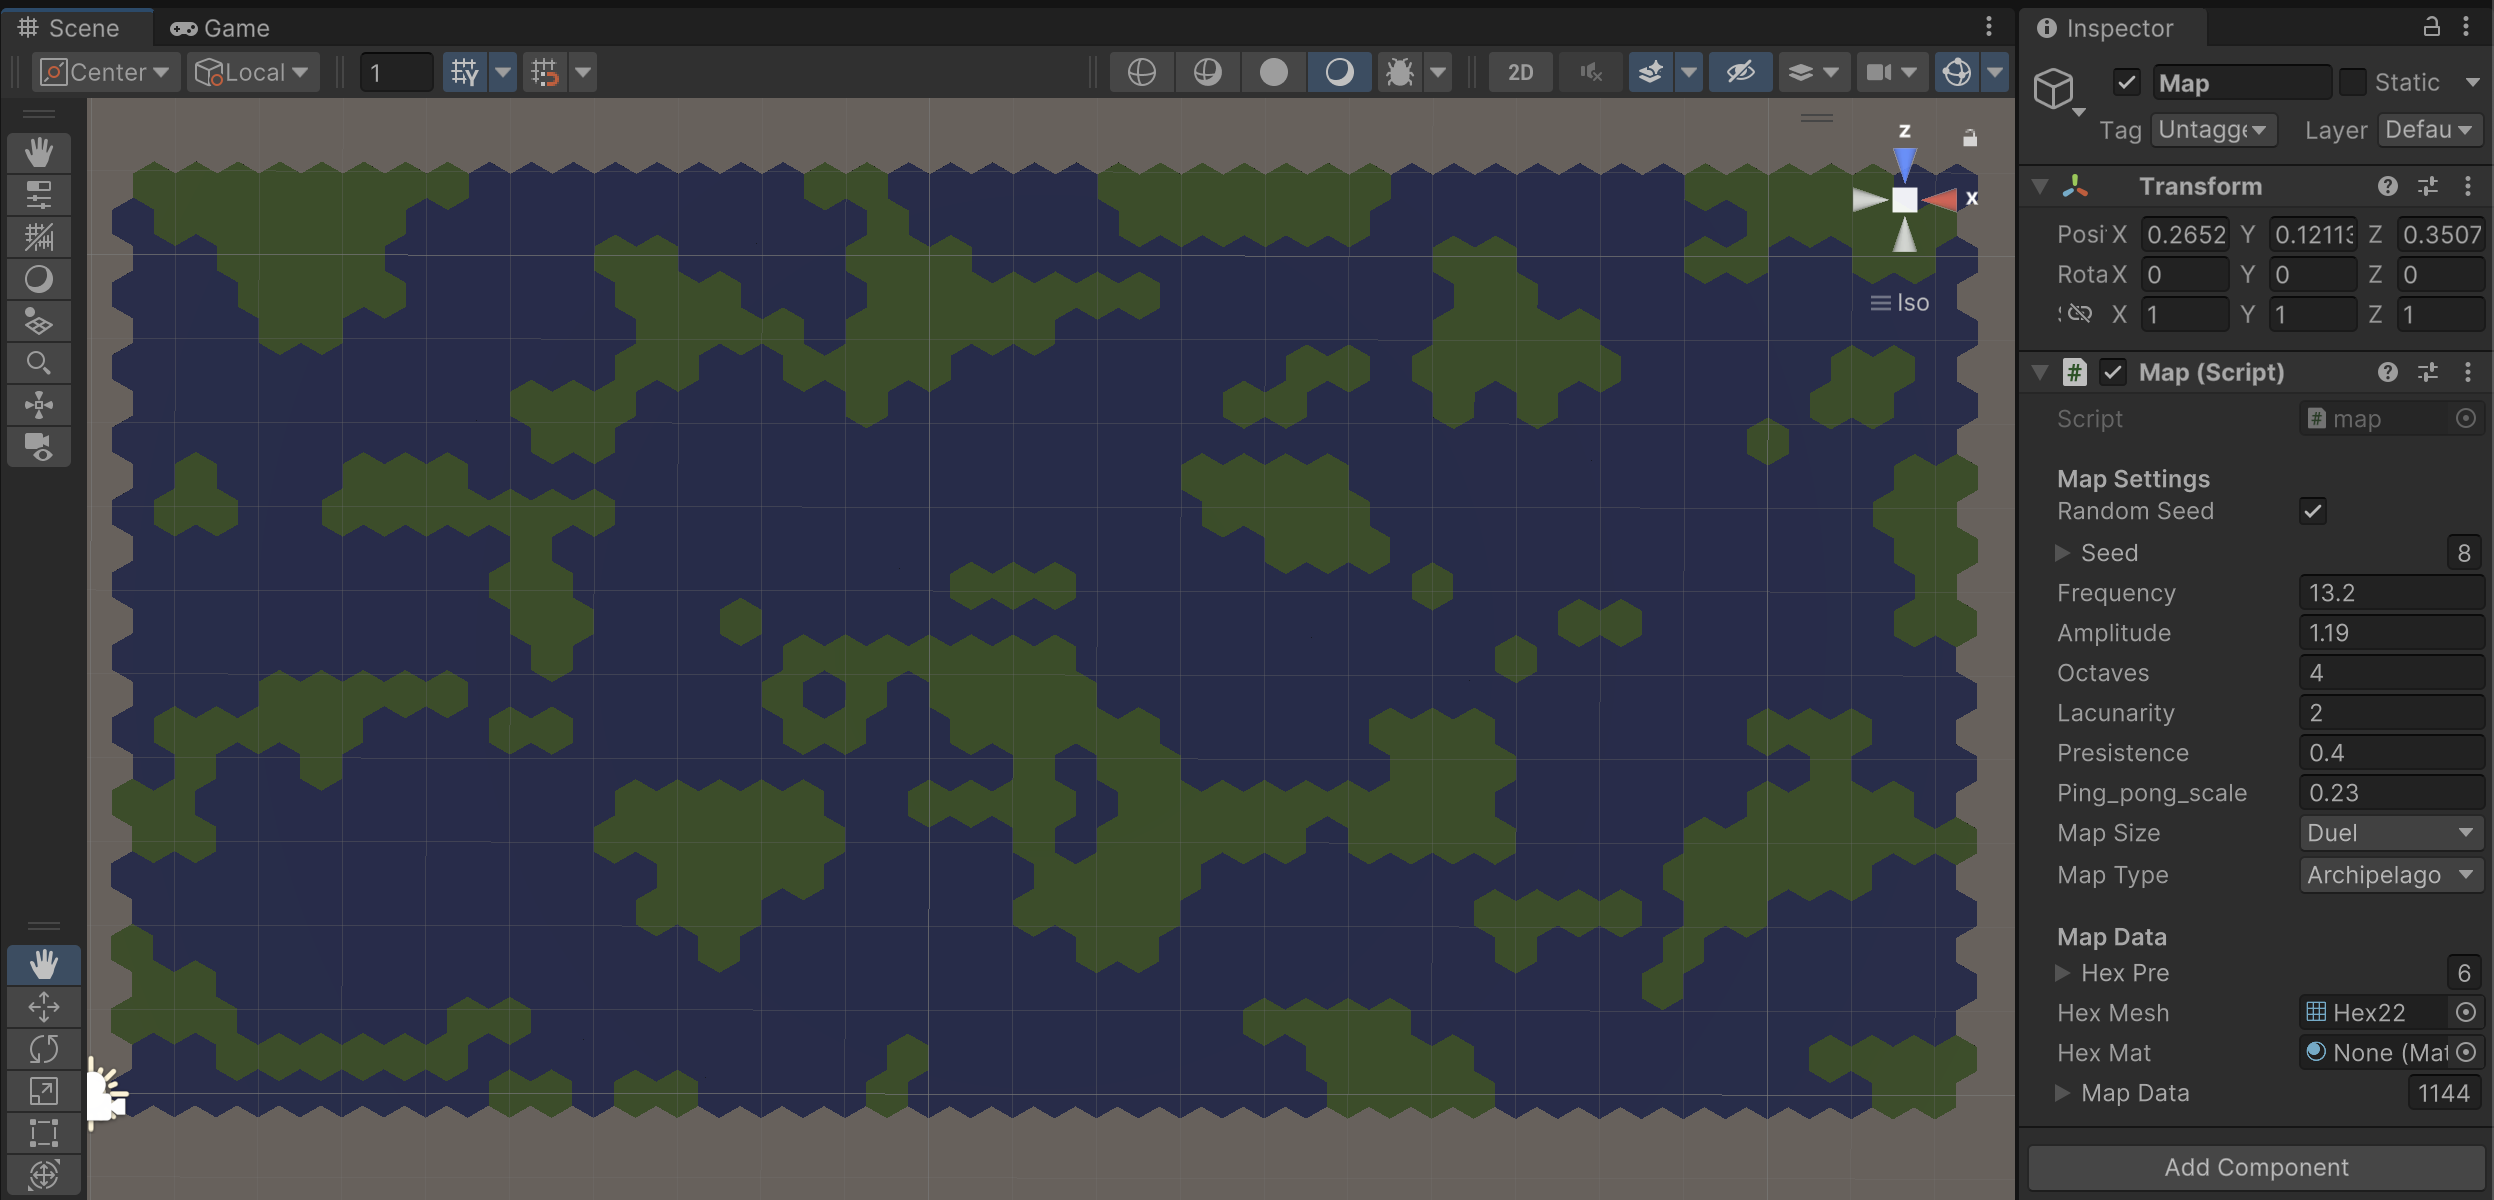 Scene
Game
Center
Local
1
2D
z
x
Iso
Inspector
Map
Static
Tag
Untagge
Layer
Defau
Transform
Posi X 0.2652 Y 0.12113 Z 0.3507
Rota X 0 Y 0 Z 0
X 1 Y 1 Z 1
Map (Script)
Script
map
Map Settings
Random Seed
Seed 8
Frequency 13.2
Amplitude 1.19
Octaves 4
Lacunarity 2
Presistence 0.4
Ping_pong_scale 0.23
Map Size Duel
Map Type Archipelago
Map Data
Hex Pre 6
Hex Mesh Hex22
Hex Mat None (Mat
Map Data 1144
Add Component